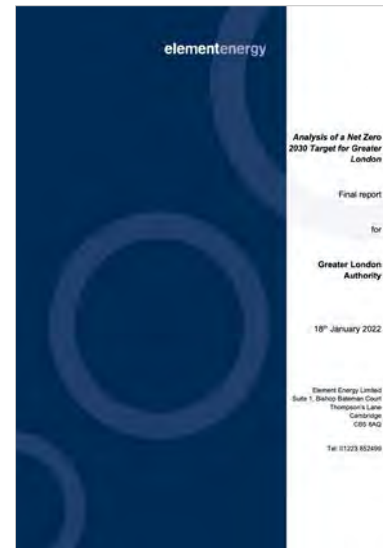 elementenergy
Analysis of a Net Zero
2030 Target for Greater
London
Final report
for
Greater London
Authority
18th January 2022
Element Energy Limited
Suite 1, Bishop Bateman Court
Thompson's Lane
Cambridge
CB5 8AQ
Tel: 01223 852499